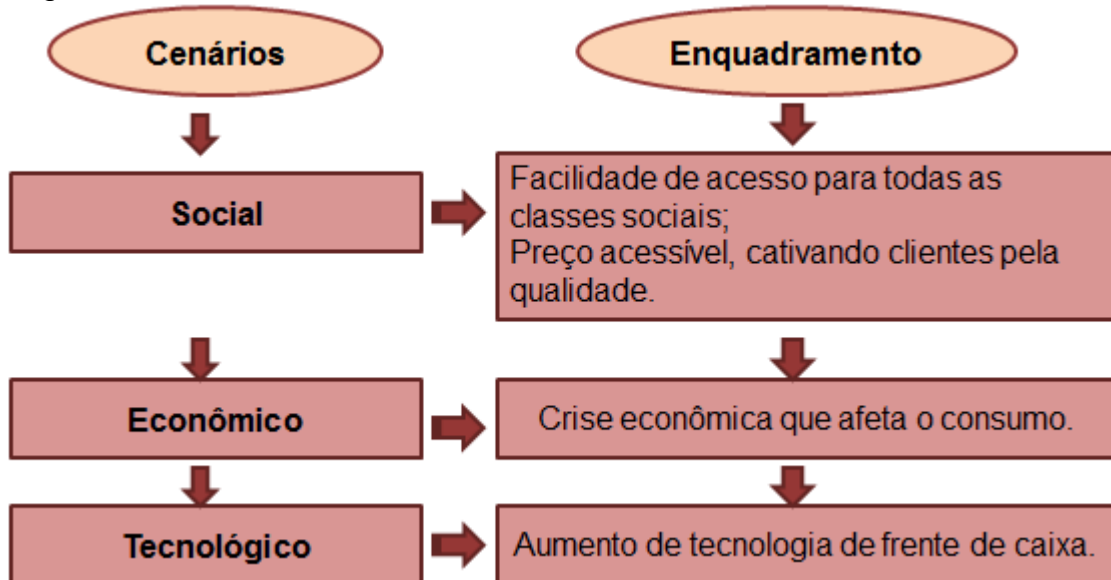 Cenários
Enquadramento
Social
Facilidade de acesso para todas as
classes sociais;
Preço acessível, cativando clientes pela
qualidade.
Econômico
Crise econômica que afeta o consumo.
Tecnológico
Aumento de tecnologia de frente de caixa.